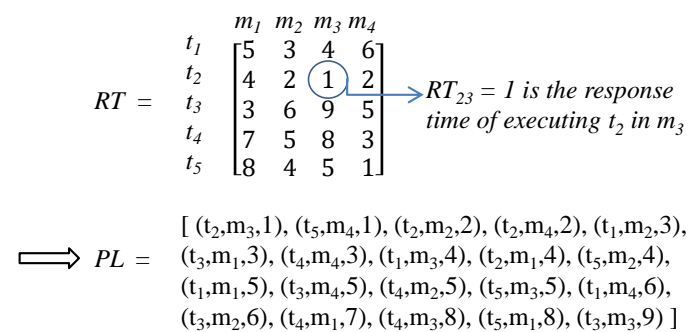 m₁ m₂ m₃ m₄
t₁ 5 3 4 6
t₂ 4 2 1 2
RT = t₃ 3 6 9 5
t₄ 7 5 8 3
t₅ 8 4 5 1
RT₂₃ = 1 is the response
time of executing t₂ in m₃
PL = [ (t₂,m₃,1), (t₅,m₄,1), (t₂,m₂,2), (t₂,m₄,2), (t₁,m₂,3),
(t₃,m₁,3), (t₄,m₄,3), (t₁,m₃,4), (t₂,m₁,4), (t₅,m₂,4),
(t₁,m₁,5), (t₃,m₄,5), (t₄,m₂,5), (t₅,m₃,5), (t₁,m₄,6),
(t₃,m₂,6), (t₄,m₁,7), (t₄,m₃,8), (t₅,m₁,8), (t₃,m₃,9) ]